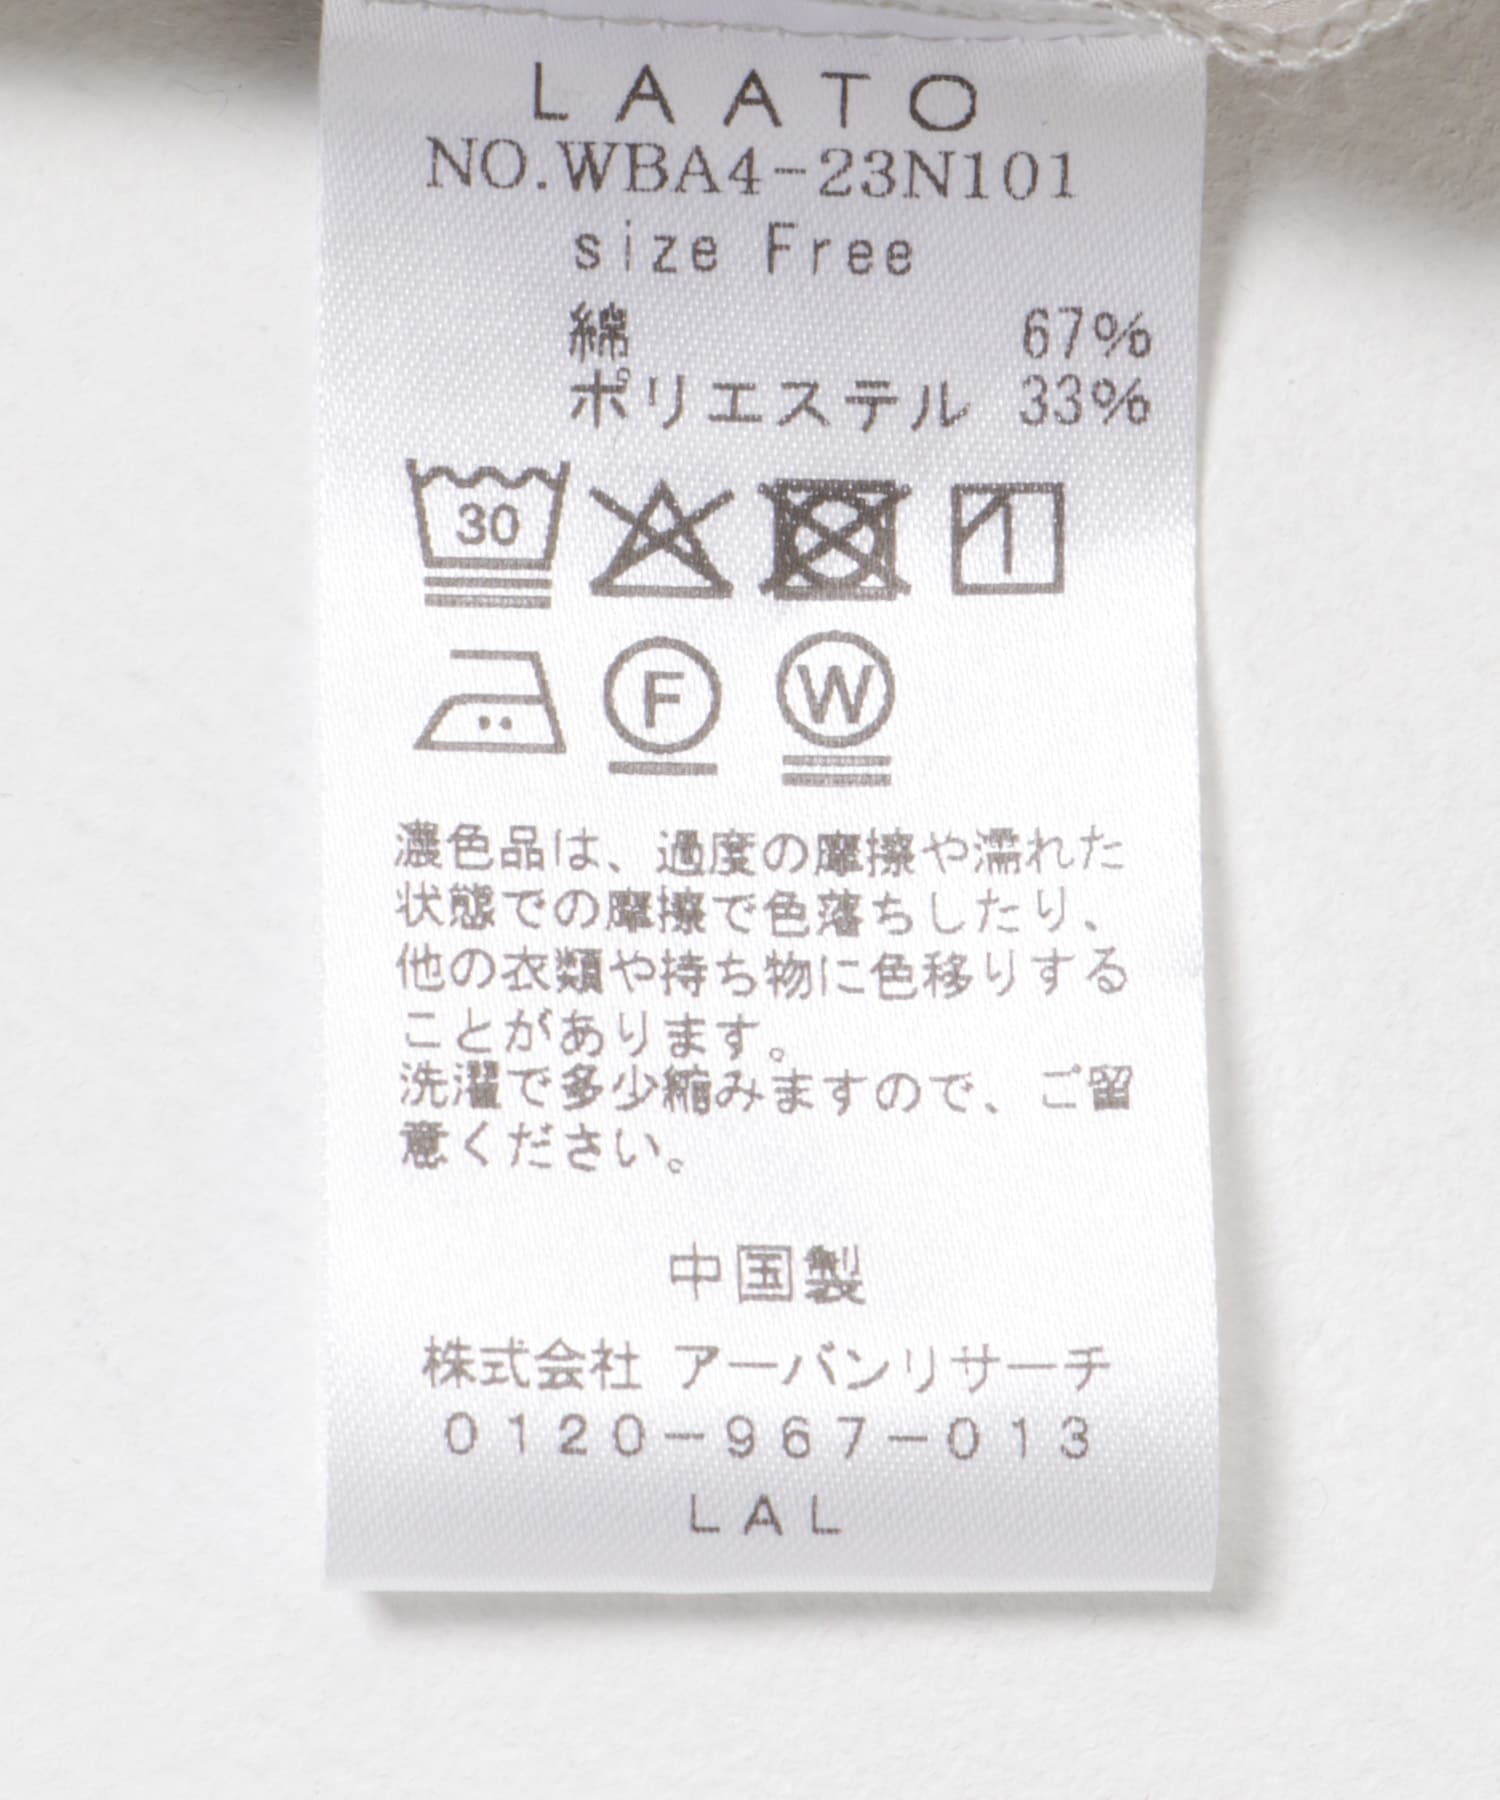 LAATO
NO.WBA4-23N101
size Free
綿 67%
ポリエステル 33%
30
F W
濃色品は、過度の摩擦や濡れた
状態での摩擦で色落ちしたり、
他の衣類や持ち物に色移りする
ことがあります。
洗濯で多少縮みますので、ご留
意ください。
中国製
株式会社 アーバンリサーチ
0120-967-013
LAL